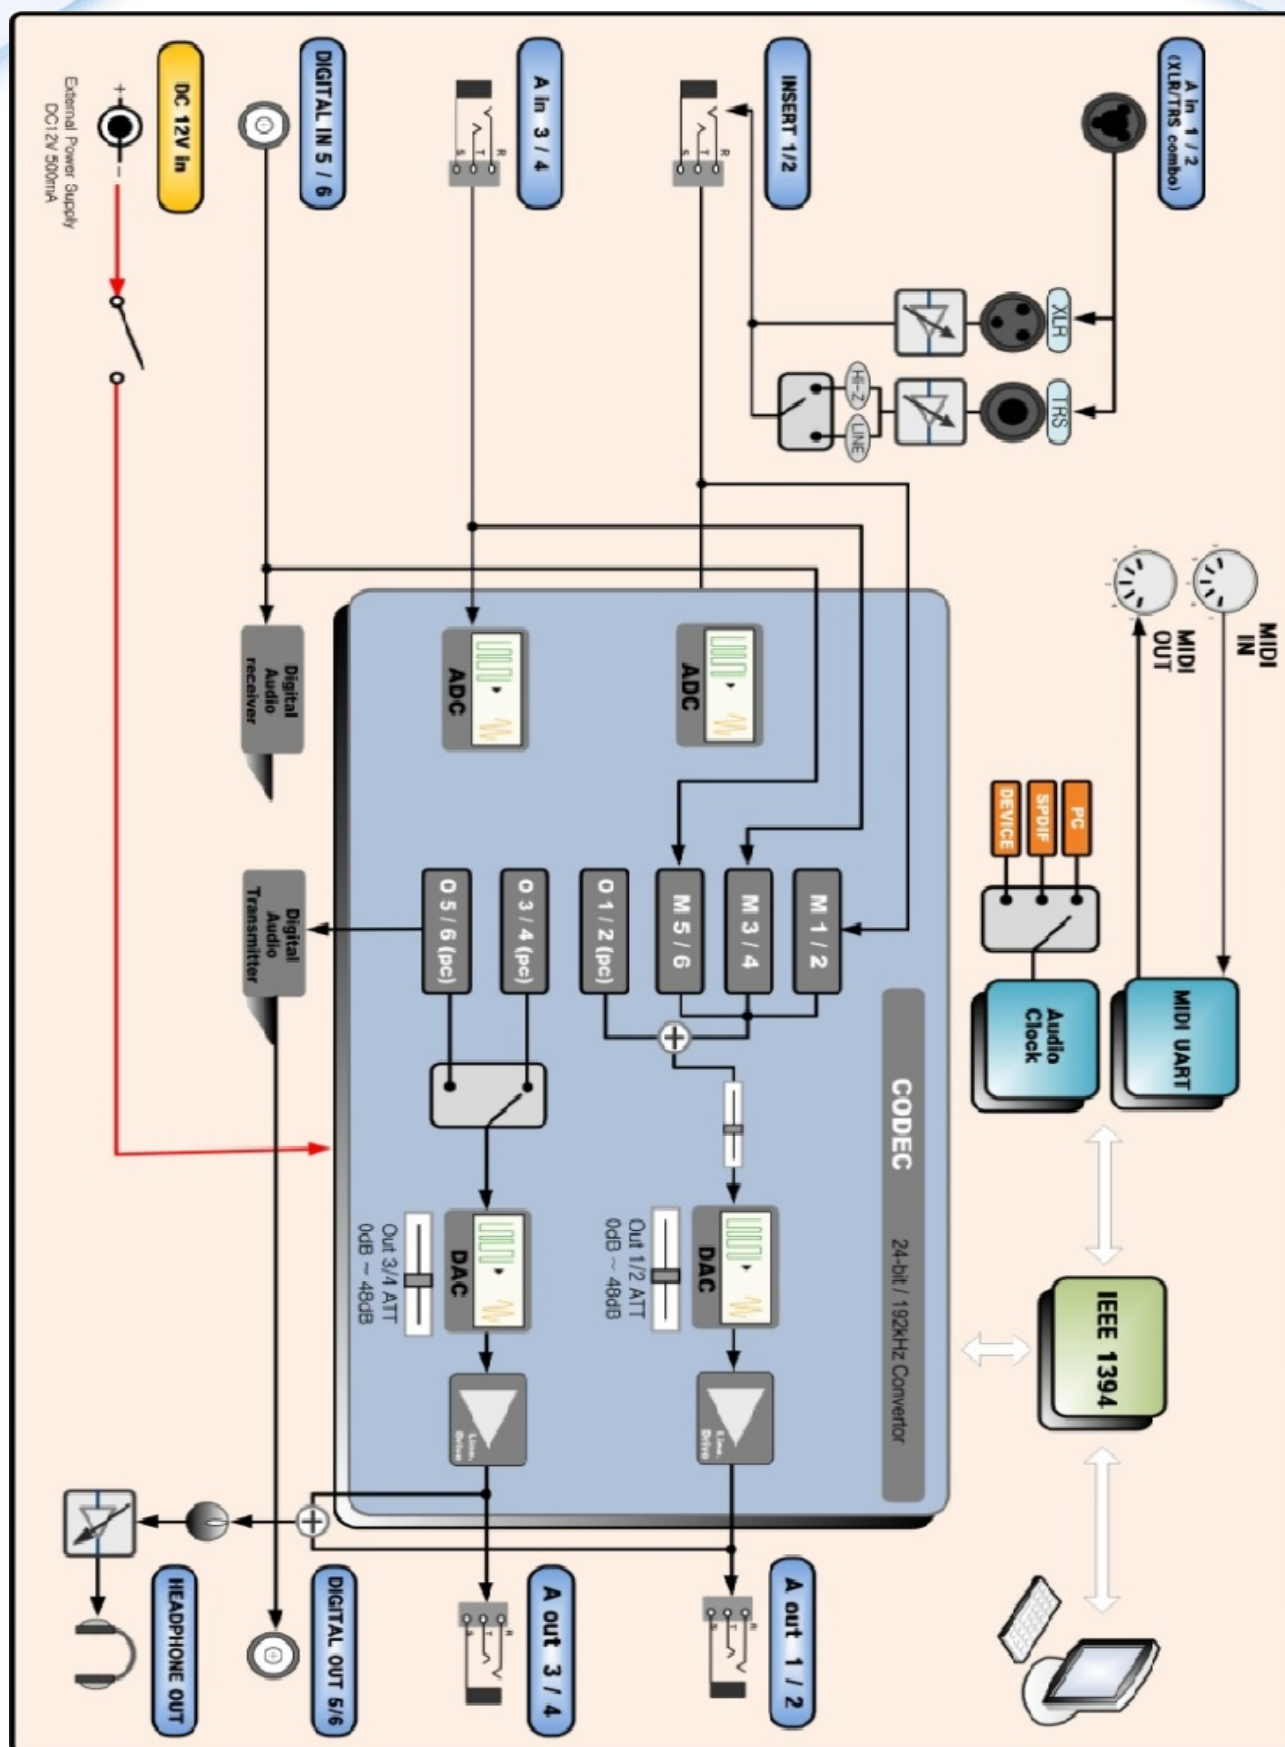 A in 1 / 2
(XLR/TRS combo)
INSERT 1/2
A in 3 / 4
DIGITAL IN 5 / 6
DC 12V in
External Power Supply
DC12V 500mA
+
-
R
T
S
R
T
S
XLR
TRS
Hi-Z
LINE
MIDI
IN
MIDI
OUT
PC
SPDIF
DEVICE
MIDI UART
Audio
Clock
IEEE 1394
CODEC
24-bit / 192kHz Convertor
ADC
ADC
Digital
Audio
receiver
M 1 / 2
M 3 / 4
M 5 / 6
O 1 / 2 (pc)
O 3 / 4 (pc)
O 5 / 6 (pc)
Digital
Audio
Transmitter
DAC
Out 1/2 ATT
0dB ~ 48dB
DAC
Out 3/4 ATT
0dB ~ 48dB
Line.
Drive
Line.
Drive
A out 1 / 2
A out 3 / 4
R
T
S
DIGITAL OUT 5/6
HEADPHONE OUT